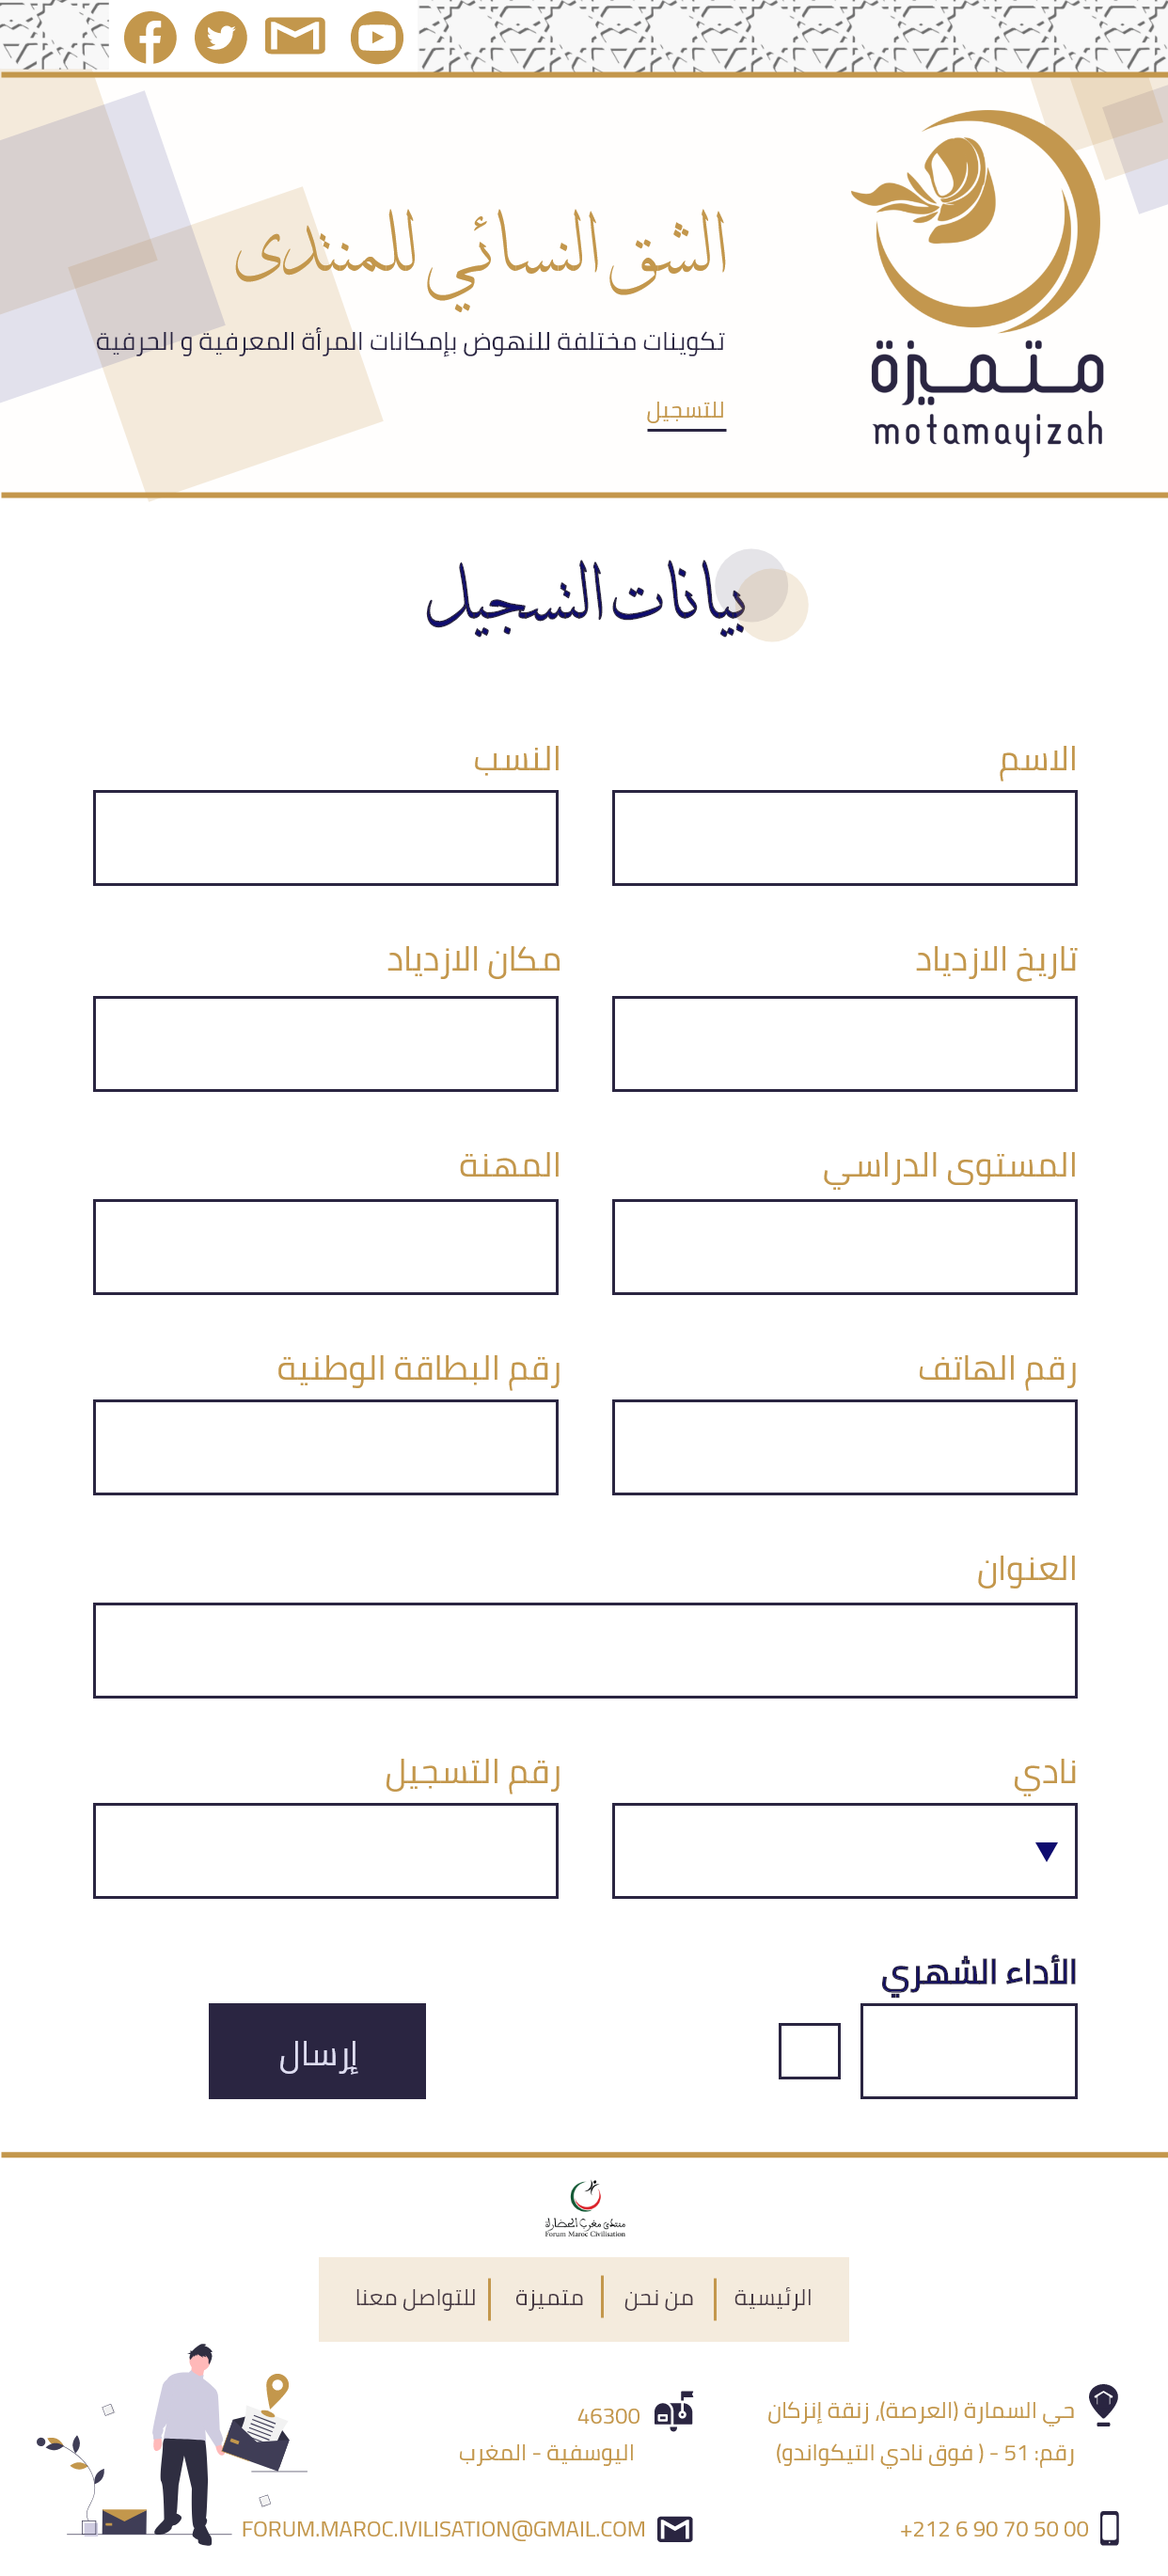 الشق النسائي للمنتدى
تكوينات مختلفة للنهوض بإمكانات المرأة المعرفية و الحرفية
للتسجيل
متميزة
motamayizah
بيانات التسجيل
الاسم
النسب
تاريخ الازدياد
مكان الازدياد
المستوى الدراسي
المهنة
رقم الهاتف
رقم البطاقة الوطنية
العنوان
نادي
رقم التسجيل
الأداء الشهري
إرسال
منتدى مغرب الحضارة
Forum Maroc Civilisation
الرئيسية
من نحن
متميزة
للتواصل معنا
حي السمارة (العرصة), زنقة إنزكان
رقم: 51 - ( فوق نادي التيكواندو)
46300
اليوسفية - المغرب
+212 6 90 70 50 00
FORUM.MAROC.IVILISATION@GMAIL.COM